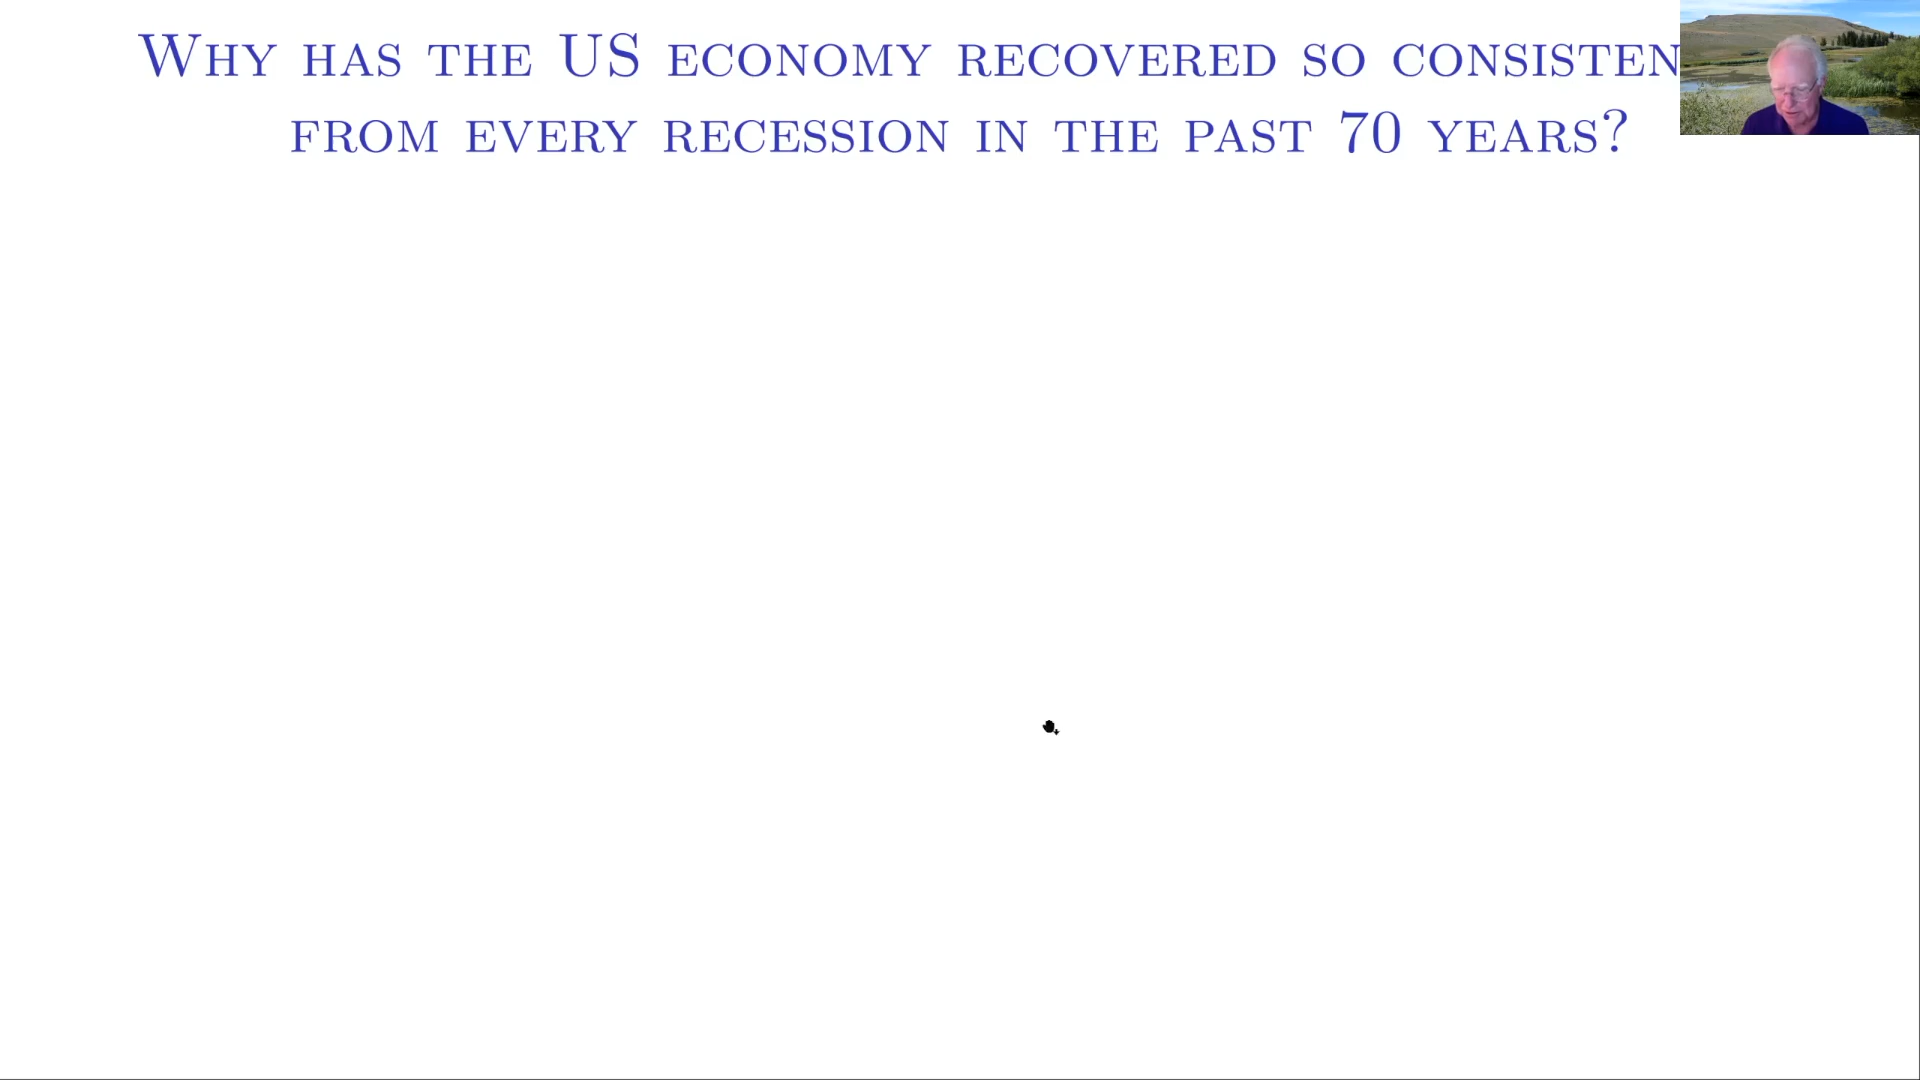 Why has the US economy recovered so consisten
from every recession in the past 70 years?